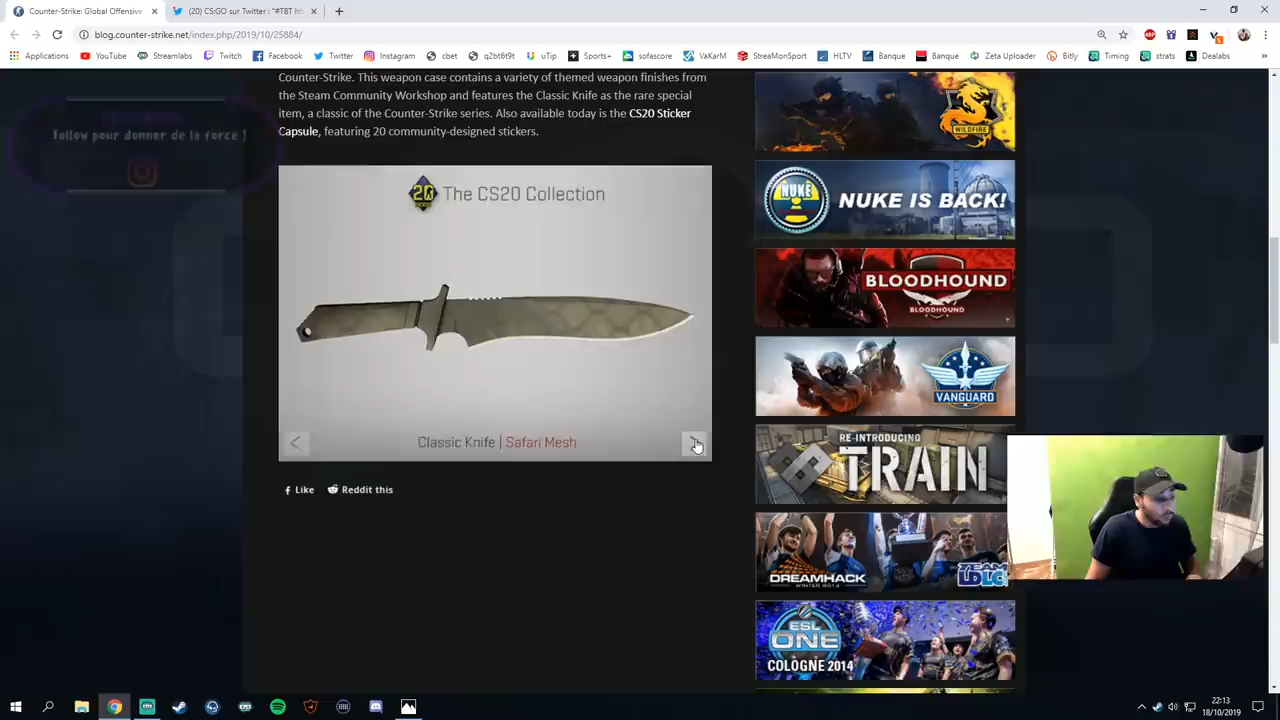 Counter-Strike: Global Offensive
(20) CS:GO sur Twitter : "#TBT
blog.counter-strike.net/index.php/2019/10/25884/
Applications YouTube Streamlabs Twitch Facebook Twitter Instagram cbet q2bt69t' uTip Sports+ sofascore VaKarM StreaMonSport HLTV Banque Banque Zeta Uploader Bitly Timing strats Dealabs
Counter-Strike. This weapon case contains a variety of themed weapon finishes from
the Steam Community Workshop and features the Classic Knife as the rare special
item, a classic of the Counter-Strike series. Also available today is the CS20 Sticker
Capsule, featuring 20 community-designed stickers.
Follow pour donner de la force
20 The CS20 Collection
Classic Knife | Safari Mesh
Like Reddit this
WILDFIRE
NUKE
NUKE IS BACK!
BLOODHOUND
BLOODHOUND
VANGUARD
RE-INTRODUCING
TRAIN
DREAMHACK
WINTER 2014
TEAM
LDLC
ESL
ONE
COLOGNE 2014
22:13
18/10/2019